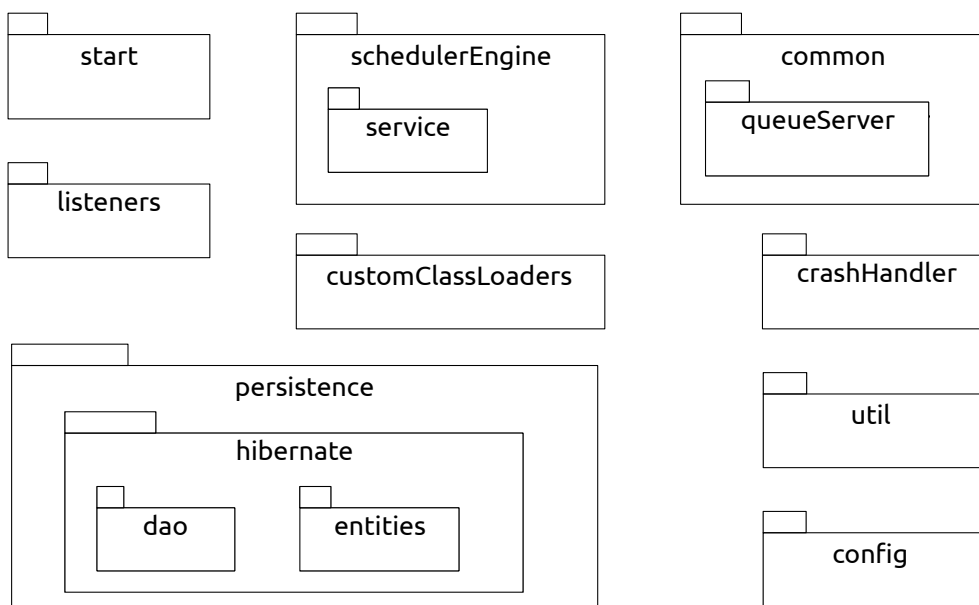 start
schedulerEngine
common
service
queueServer
listeners
customClassLoaders
crashHandler
persistence
util
hibernate
dao
entities
config